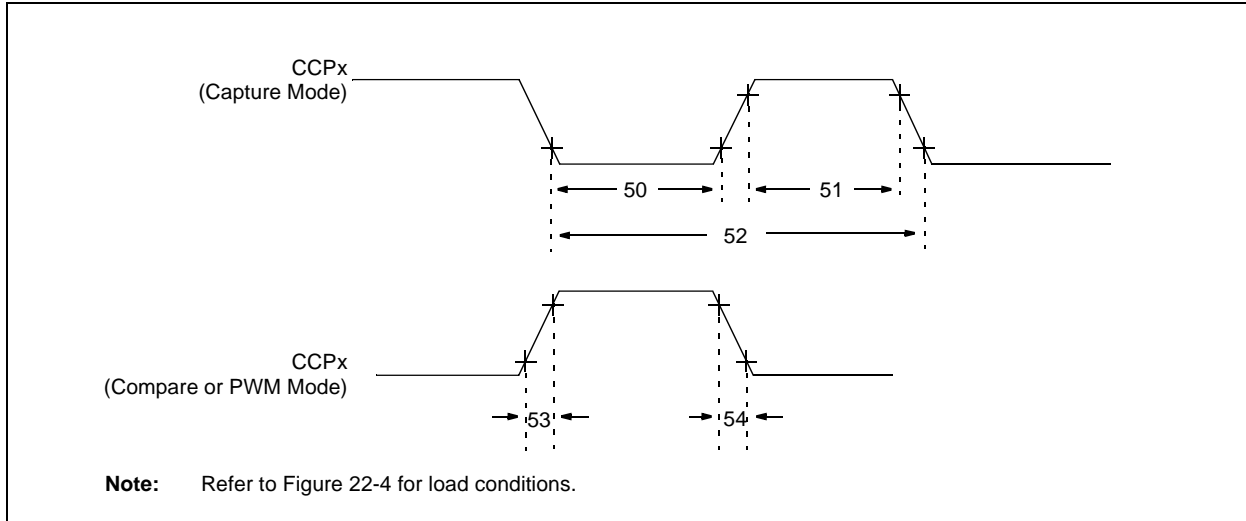 CCPx
(Capture Mode)
50
51
52
CCPx
(Compare or PWM Mode)
53
54
Note: Refer to Figure 22-4 for load conditions.